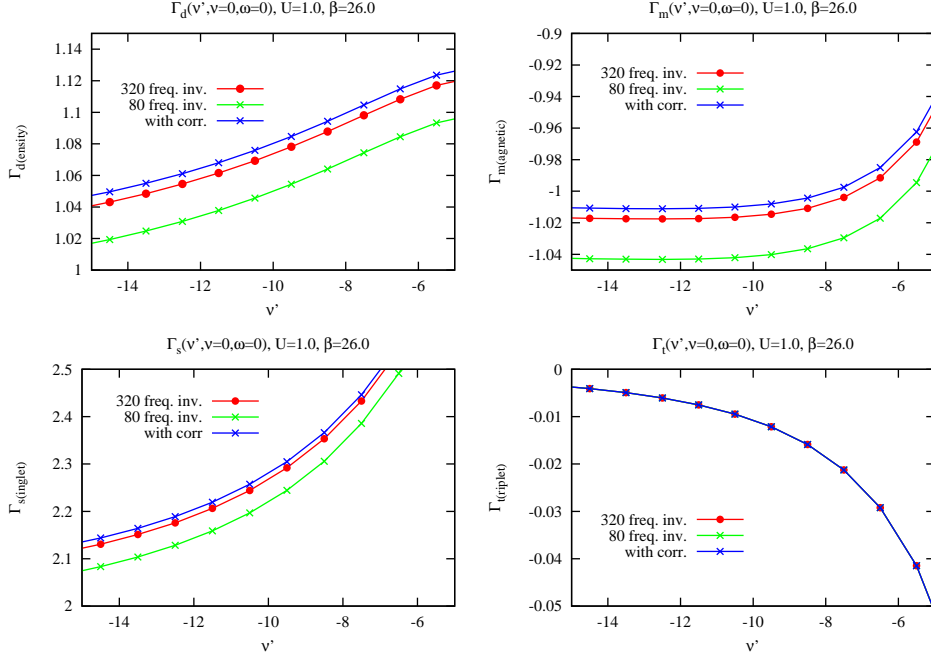 Γd(ν',ν=0,ω=0), U=1.0, β=26.0
Γd(ensity)
1.14
1.12
1.1
1.08
1.06
1.04
1.02
1
320 freq. inv.
80 freq. inv.
with corr.
-14
-12
-10
-8
-6
ν'
Γm(ν',ν=0,ω=0), U=1.0, β=26.0
Γm(agnetic)
-0.9
-0.92
-0.94
-0.96
-0.98
-1
-1.02
-1.04
320 freq. inv.
80 freq. inv.
with corr.
-14
-12
-10
-8
-6
ν'
Γs(ν',ν=0,ω=0), U=1.0, β=26.0
Γs(inglet)
2.5
2.4
2.3
2.2
2.1
2
320 freq. inv.
80 freq. inv.
with corr
-14
-12
-10
-8
-6
ν'
Γt(ν',ν=0,ω=0), U=1.0, β=26.0
Γt(riplet)
0
-0.01
-0.02
-0.03
-0.04
-0.05
320 freq. inv.
80 freq. inv.
with corr.
-14
-12
-10
-8
-6
ν'